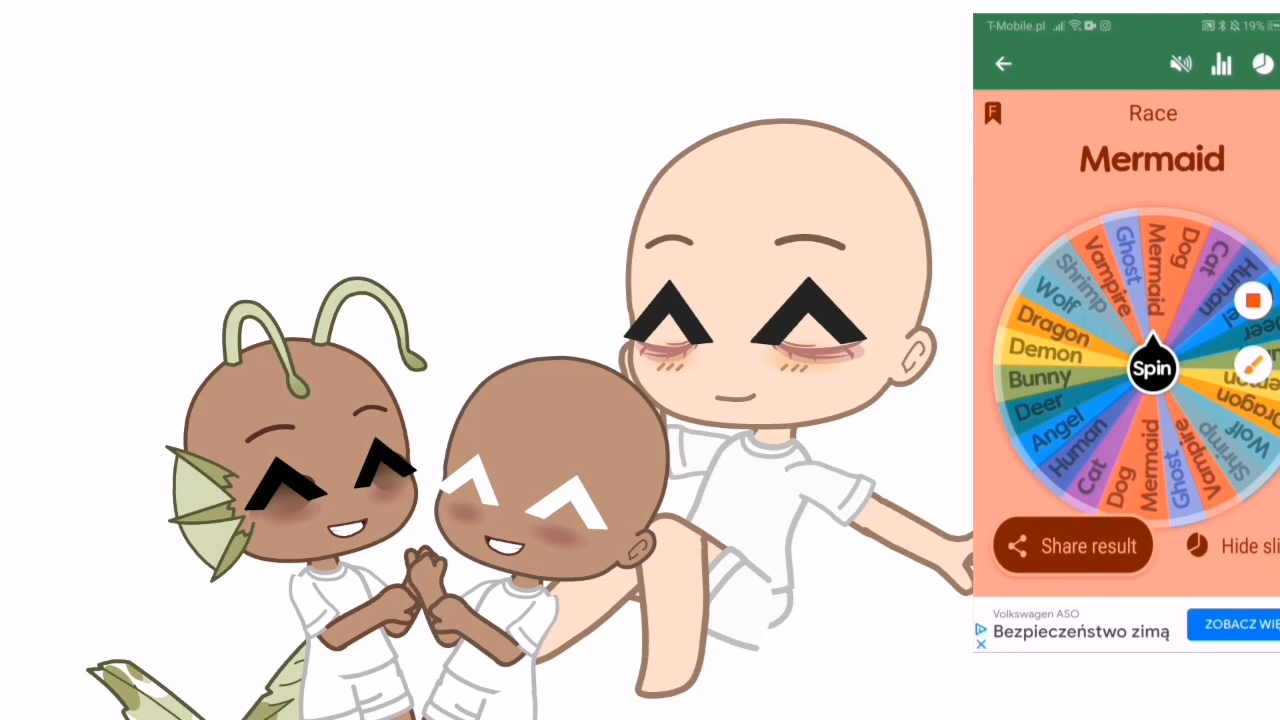 T-Mobile.pl 19%
F
Race
Mermaid
Ghost
Mermaid
Dog
Cat
Human
Vampire
Shrimp
Wolf
Dragon
Demon
Bunny
Deer
Angel
Human
Cat
Dog
Mermaid
Ghost
Vampire
Shrimp
Wolf
Dragon
Spin
Share result
Hide sli
Volkswagen ASO
Bezpieczeństwo zimą
ZOBACZ WIĘ